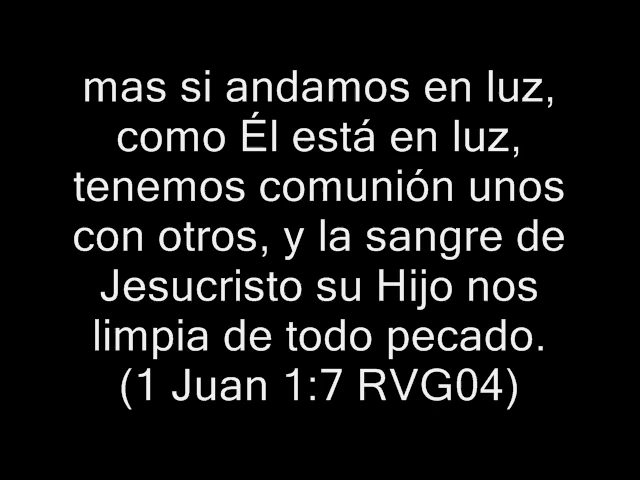 mas si andamos en luz,
como Él está en luz,
tenemos comunión unos
con otros, y la sangre de
Jesucristo su Hijo nos
limpia de todo pecado.
(1 Juan 1:7 RVG04)